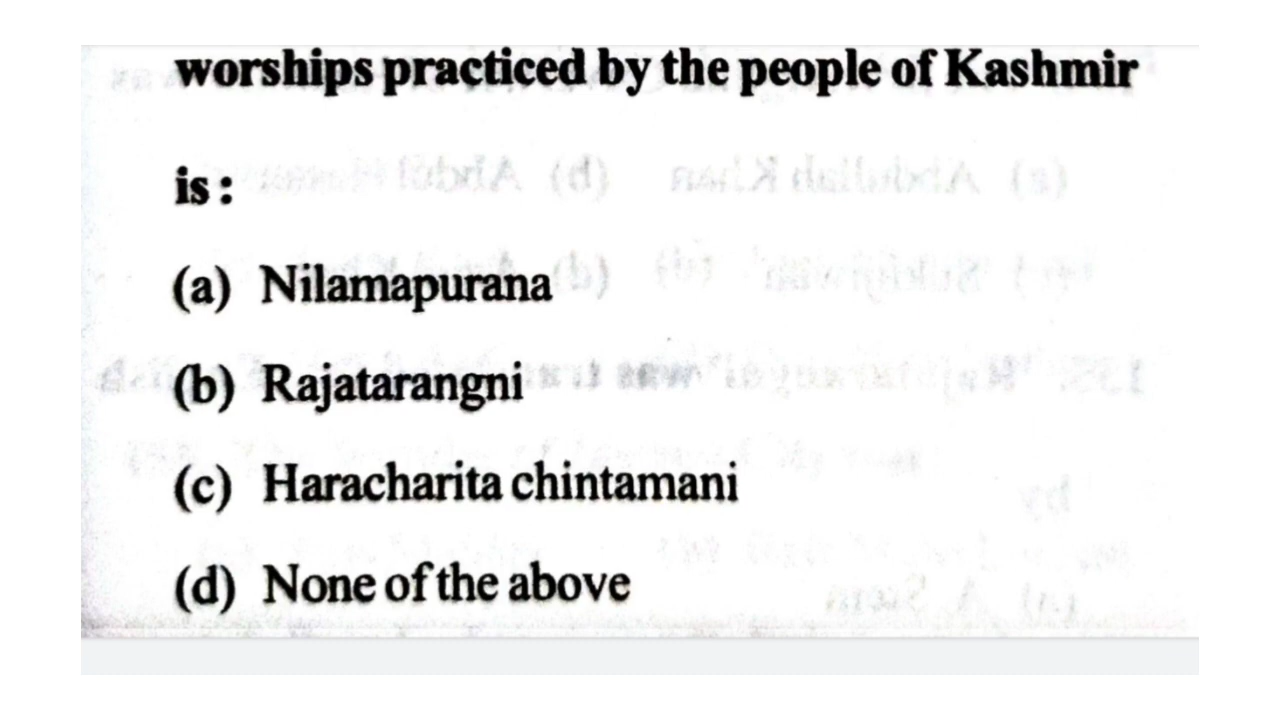 worships practiced by the people of Kashmir
is :
(a) Nilamapurana
(b) Rajatarangni
(c) Haracharita chintamani
(d) None of the above